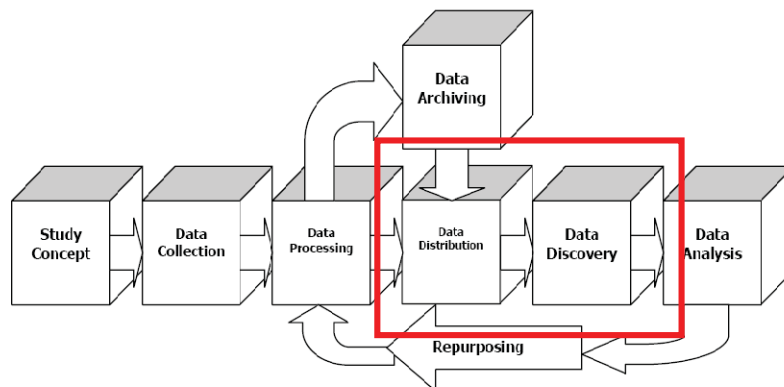 Data
Archiving
Study
Concept
Data
Collection
Data
Processing
Data
Distribution
Data
Discovery
Data
Analysis
Repurposing